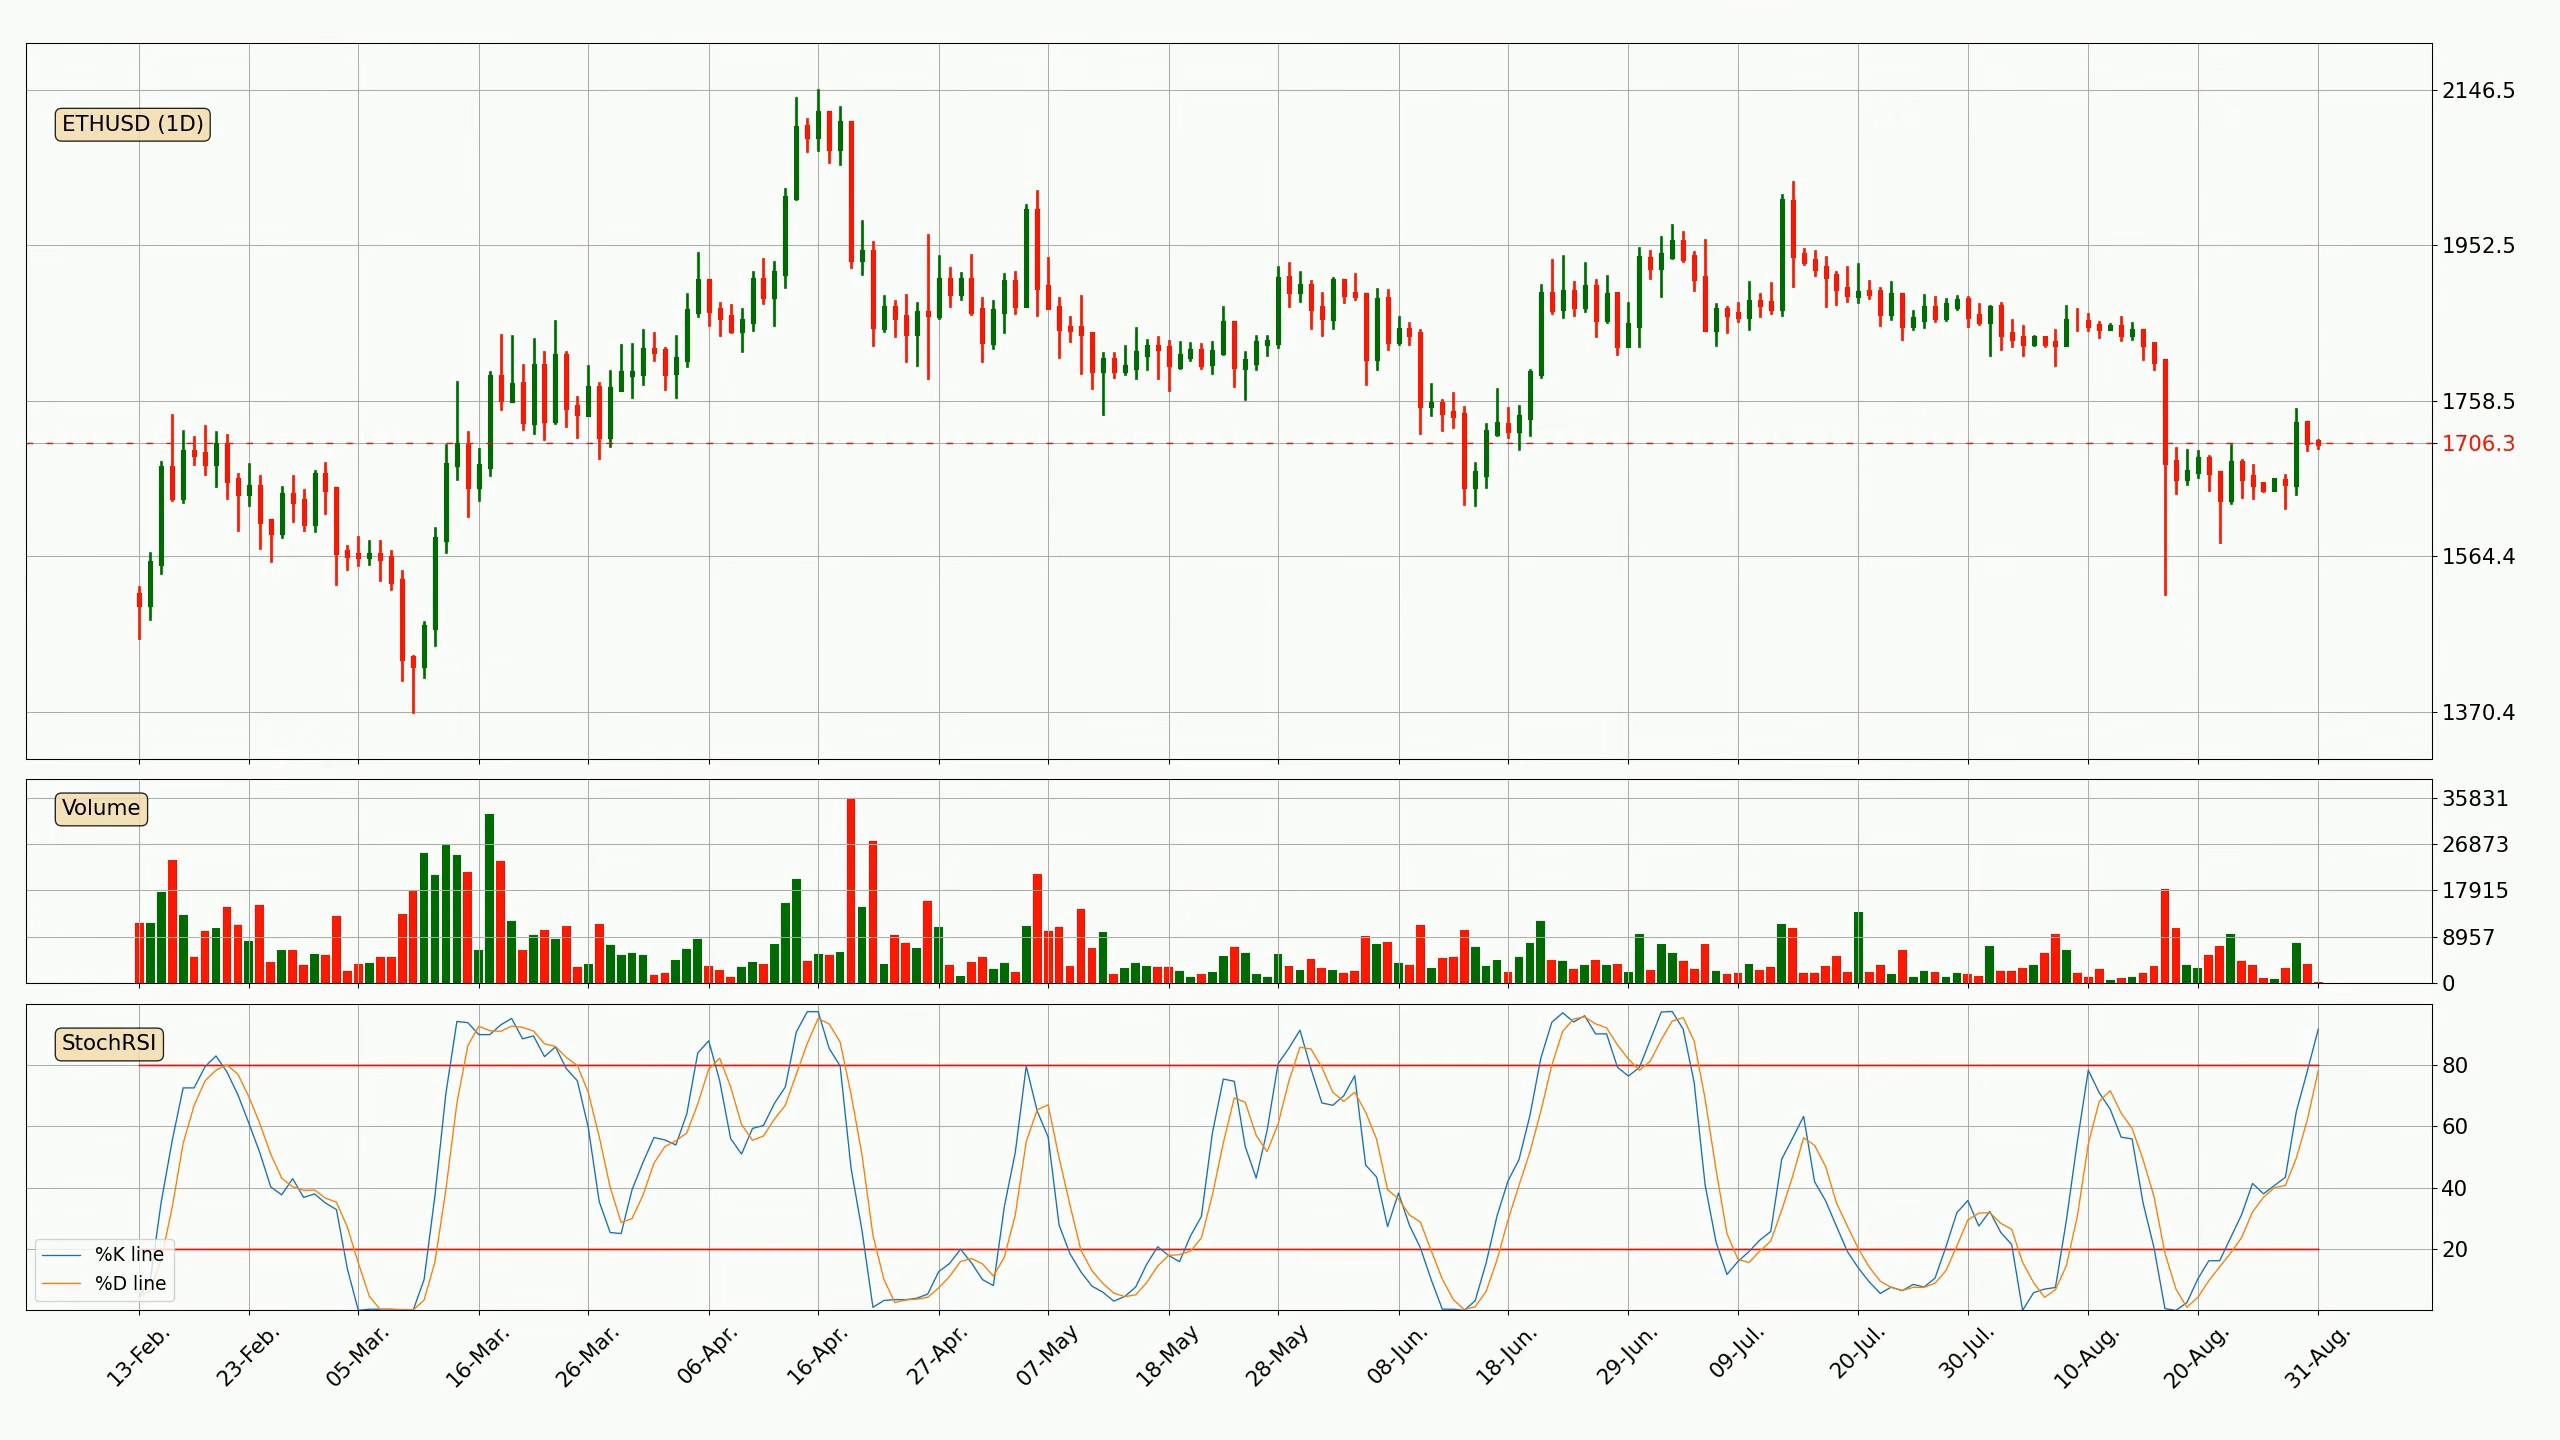 ETHUSD (1D)
2146.5
1952.5
1758.5
1706.3
1564.4
1370.4
Volume
35831
26873
17915
8957
0
StochRSI
80
60
40
20
%K line
%D line
13-Feb.
23-Feb.
05-Mar.
16-Mar.
26-Mar.
06-Apr.
16-Apr.
27-Apr.
07-May
18-May
28-May
08-Jun.
18-Jun.
29-Jun.
09-Jul.
20-Jul.
30-Jul.
10-Aug.
20-Aug.
31-Aug.